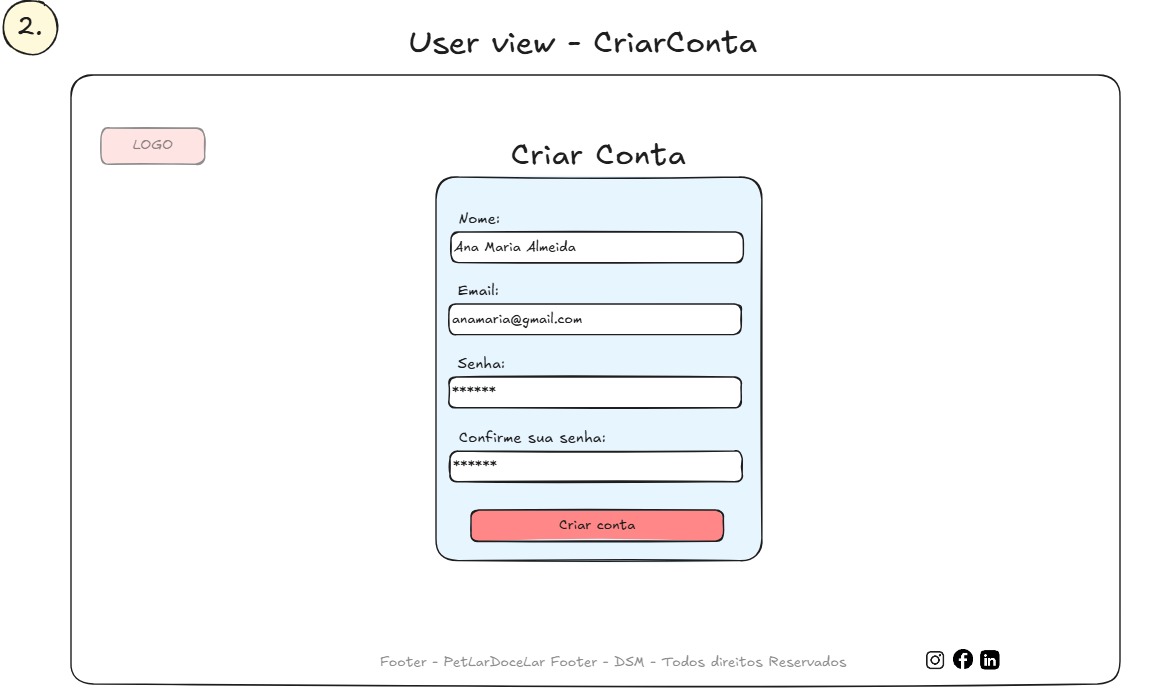 2.
User view - CriarConta
LOGO
Criar Conta
Nome:
Ana Maria Almeida
Email:
anamaria@gmail.com
Senha:
******
Confirme sua senha:
******
Criar conta
Footer - PetLarDoceLar Footer - DSM - Todos direitos Reservados